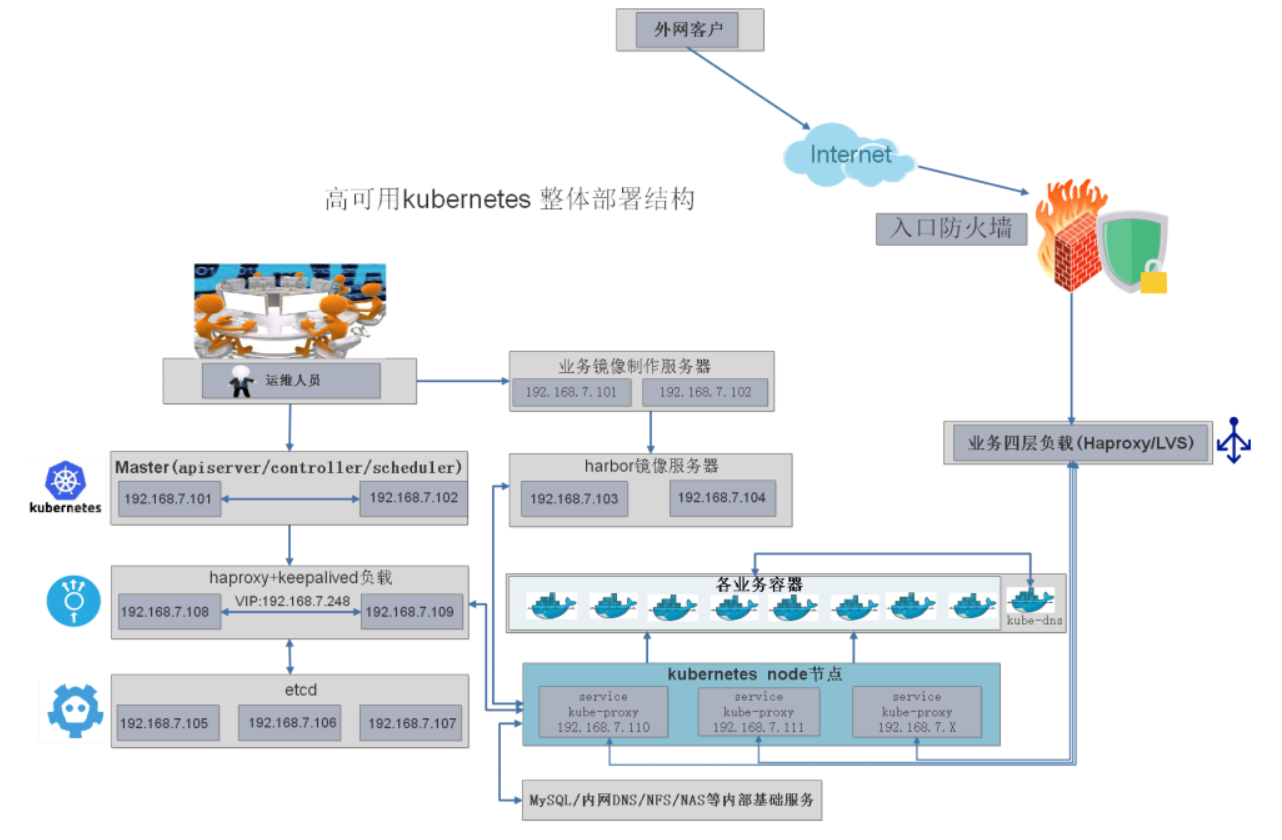 外网客户
Internet
高可用kubernetes 整体部署结构
入口防火墙
运维人员
业务镜像制作服务器
192.168.7.101
192.168.7.102
业务四层负载(Haproxy/LVS)
kubernetes
Master(apiserver/controller/scheduler)
192.168.7.101
192.168.7.102
harbor镜像服务器
192.168.7.103
192.168.7.104
haproxy+keepalived负载
VIP:192.168.7.248
192.168.7.108
192.168.7.109
各业务容器
kube-dns
etcd
192.168.7.105
192.168.7.106
192.168.7.107
kubernetes node节点
service
kube-proxy
192.168.7.110
service
kube-proxy
192.168.7.111
service
kube-proxy
192.168.7.X
MySQL/内网DNS/NFS/NAS等内部基础服务